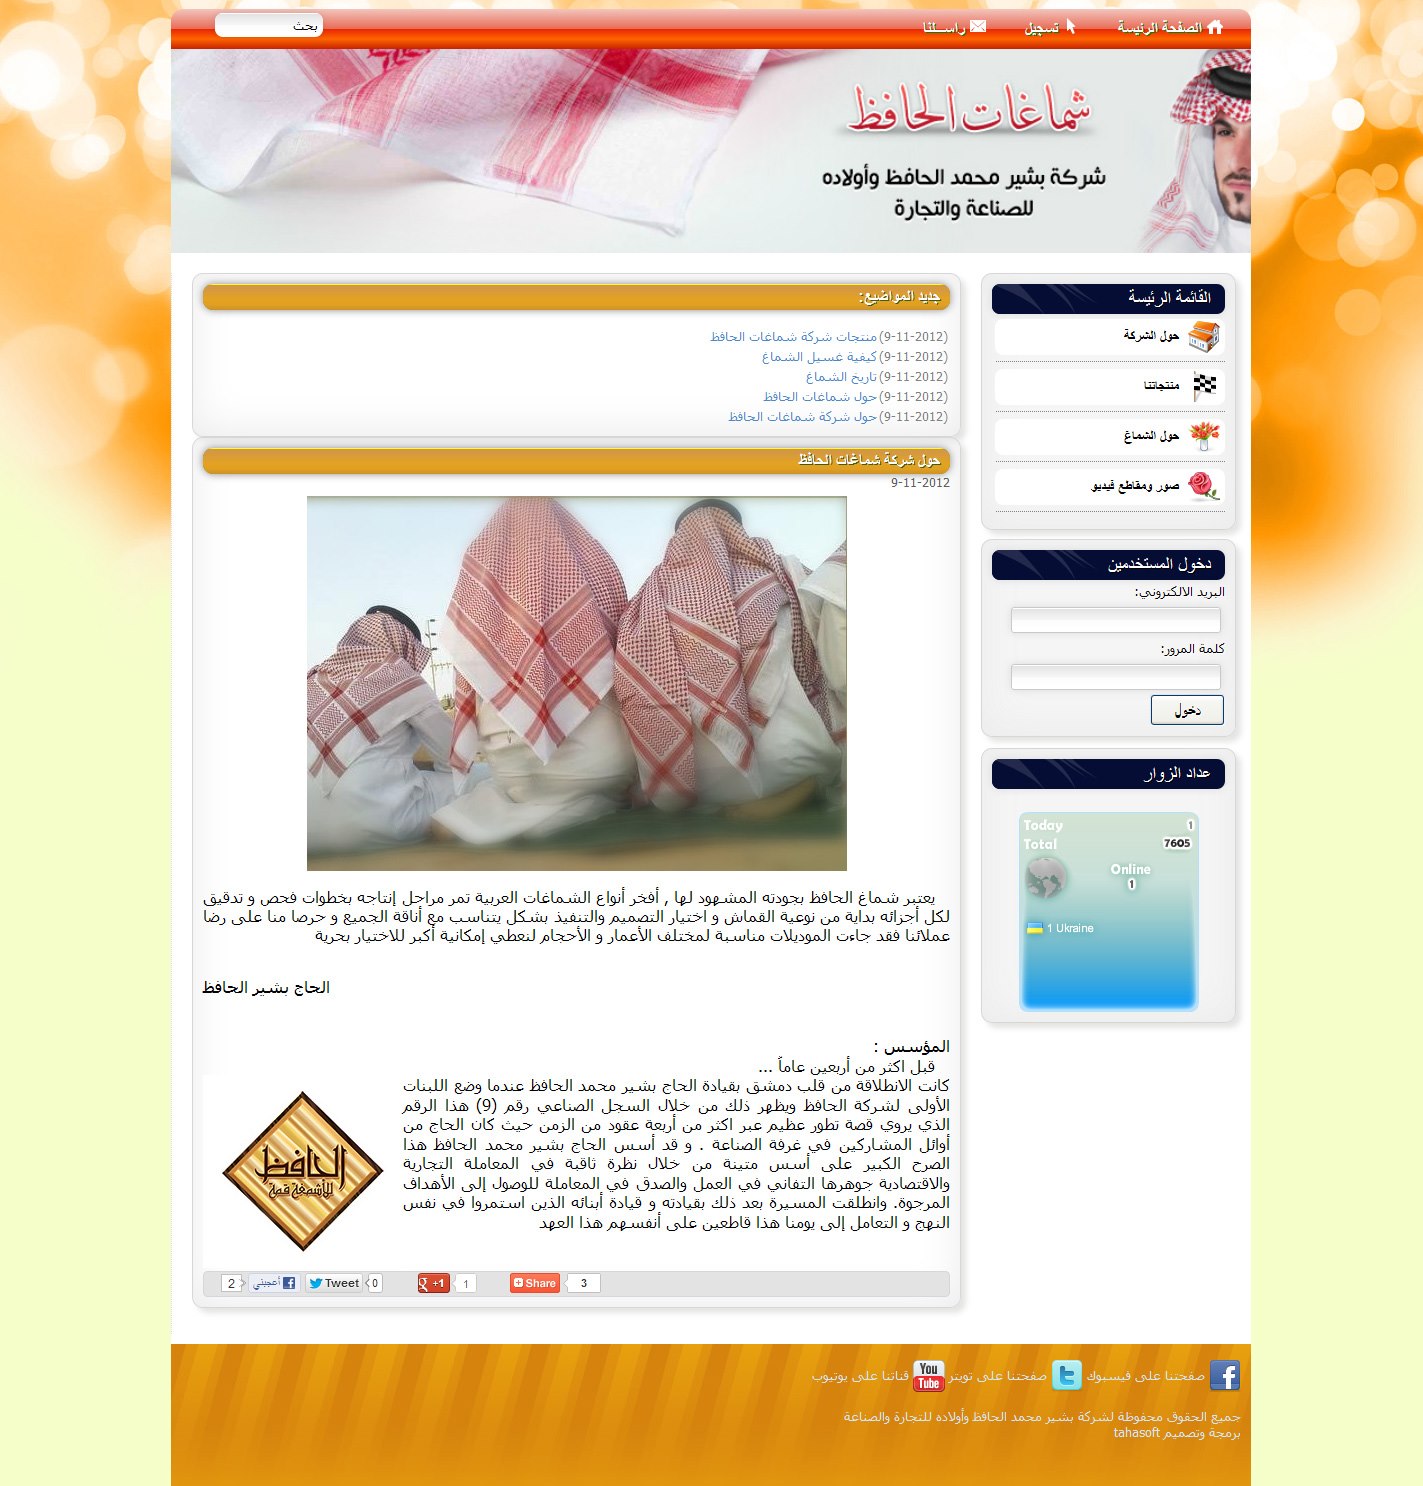 الصفحة الرئيسة
تسجيل
راســلنا
بحث
شماغات الحافظ
شركة بشير محمد الحافظ وأولاده
للصناعة والتجارة
القائمة الرئيسة
حول الشركة
منتجاتنا
حول الشماغ
صور ومقاطع فيديو
دخول المستخدمين
البريد الالكتروني:
كلمة المرور:
دخول
عداد الزوار
Today 1
Total 7605
Online
1
1 Ukraine
جديد المواضيع:
(9-11-2012) منتجات شركة شماغات الحافظ
(9-11-2012) كيفية غسيل الشماغ
(9-11-2012) تاريخ الشماغ
(9-11-2012) حول شماغات الحافظ
(9-11-2012) حول شركة شماغات الحافظ
حول شركة شماغات الحافظ
9-11-2012
يعتبر شماغ الحافظ بجودته المشهود لها , أفخر أنواع الشماغات العربية تمر مراحل إنتاجه بخطوات فحص و تدقيق
لكل أجزائه بداية من نوعية القماش و اختيار التصميم والتنفيذ بشكل يتناسب مع أناقة الجميع و حرصا منا على رضا
عملائنا فقد جاءت الموديلات مناسبة لمختلف الأعمار و الأحجام لنعطي إمكانية أكبر للاختيار بحرية
الحاج بشير الحافظ
المؤسس :
قبل اكثر من أربعين عاماً ...
كانت الانطلاقة من قلب دمشق بقيادة الحاج بشير محمد الحافظ عندما وضع اللبنات
الأولى لشركة الحافظ ويظهر ذلك من خلال السجل الصناعي رقم (9) هذا الرقم
الذي يروي قصة تطور عظيم عبر اكثر من أربعة عقود من الزمن حيث كان الحاج من
أوائل المشاركين في غرفة الصناعة . و قد أسس الحاج بشير محمد الحافظ هذا
الصرح الكبير على أسس متينة من خلال نظرة ثاقبة في المعاملة التجارية
والاقتصادية جوهرها التفاني في العمل والصدق في المعاملة للوصول إلى الأهداف
المرجوة. وانطلقت المسيرة بعد ذلك بقيادته و قيادة أبنائه الذين استمروا في نفس
النهج و التعامل إلى يومنا هذا قاطعين على أنفسهم هذا العهد
الحافظ
للأشمغة قمة
2 أعجبني Tweet 0 +1 1 Share 3
صفحتنا على فيسبوك
صفحتنا على تويتر
You Tube قناتنا على يوتيوب
جميع الحقوق محفوظة لشركة بشير محمد الحافظ وأولاده للتجارة والصناعة
برمجة وتصميم tahasoft